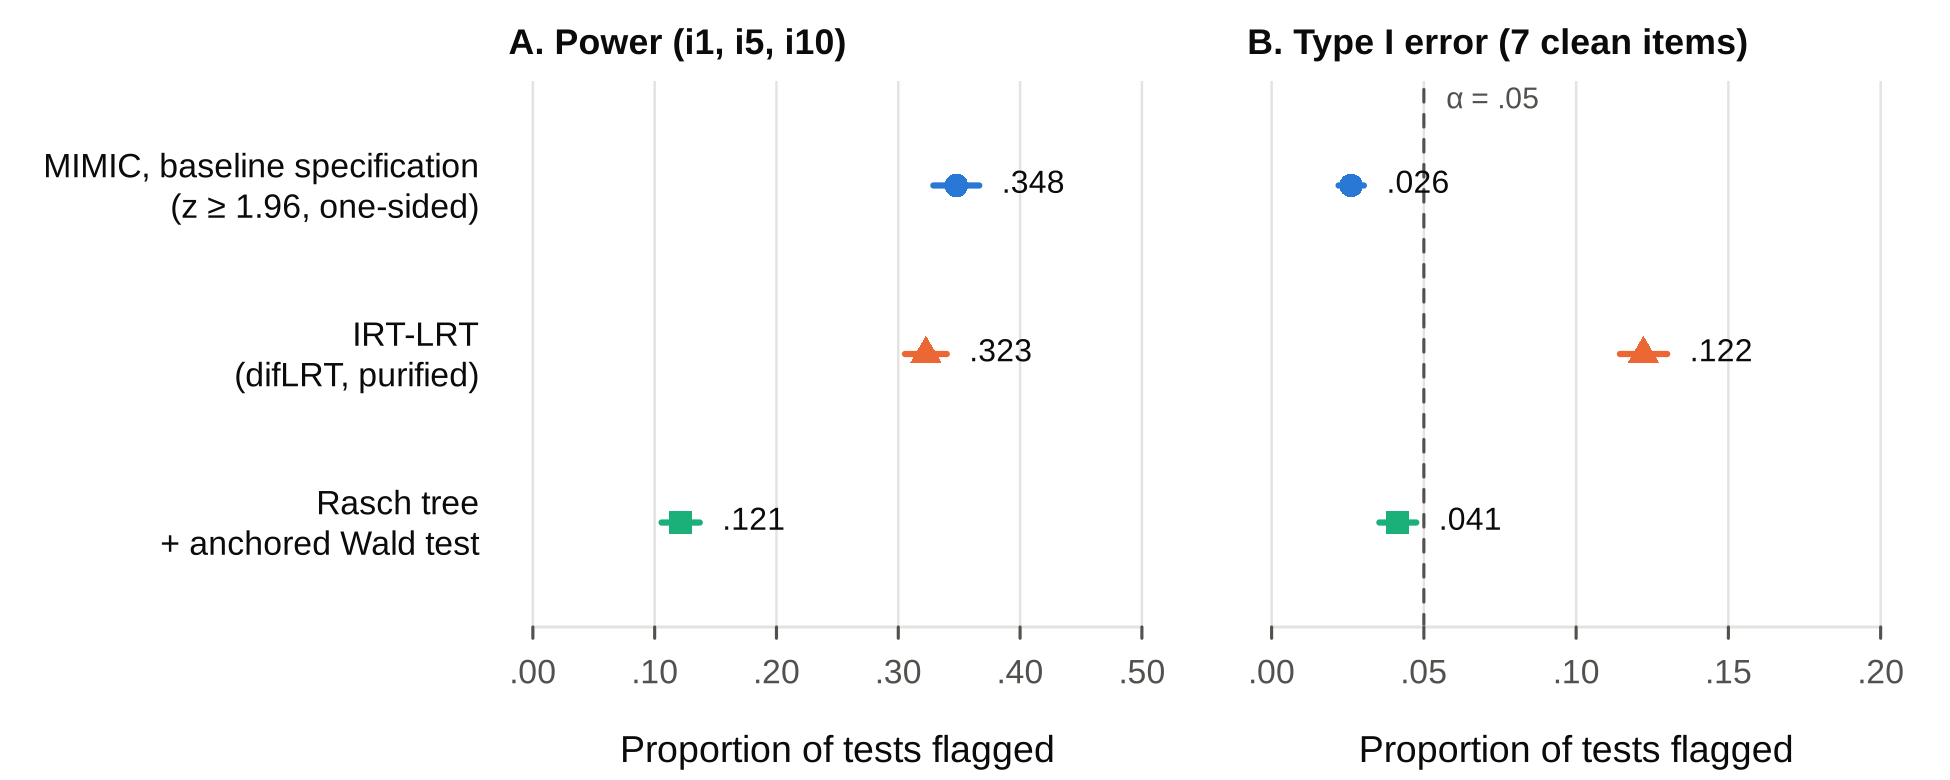 A. Power (i1, i5, i10)
B. Type I error (7 clean items)
α = .05
MIMIC, baseline specification
(z ≥ 1.96, one-sided)
.348
.026
IRT-LRT
(difLRT, purified)
.323
.122
Rasch tree
+ anchored Wald test
.121
.041
.00 .10 .20 .30 .40 .50
.00 .05 .10 .15 .20
Proportion of tests flagged
Proportion of tests flagged